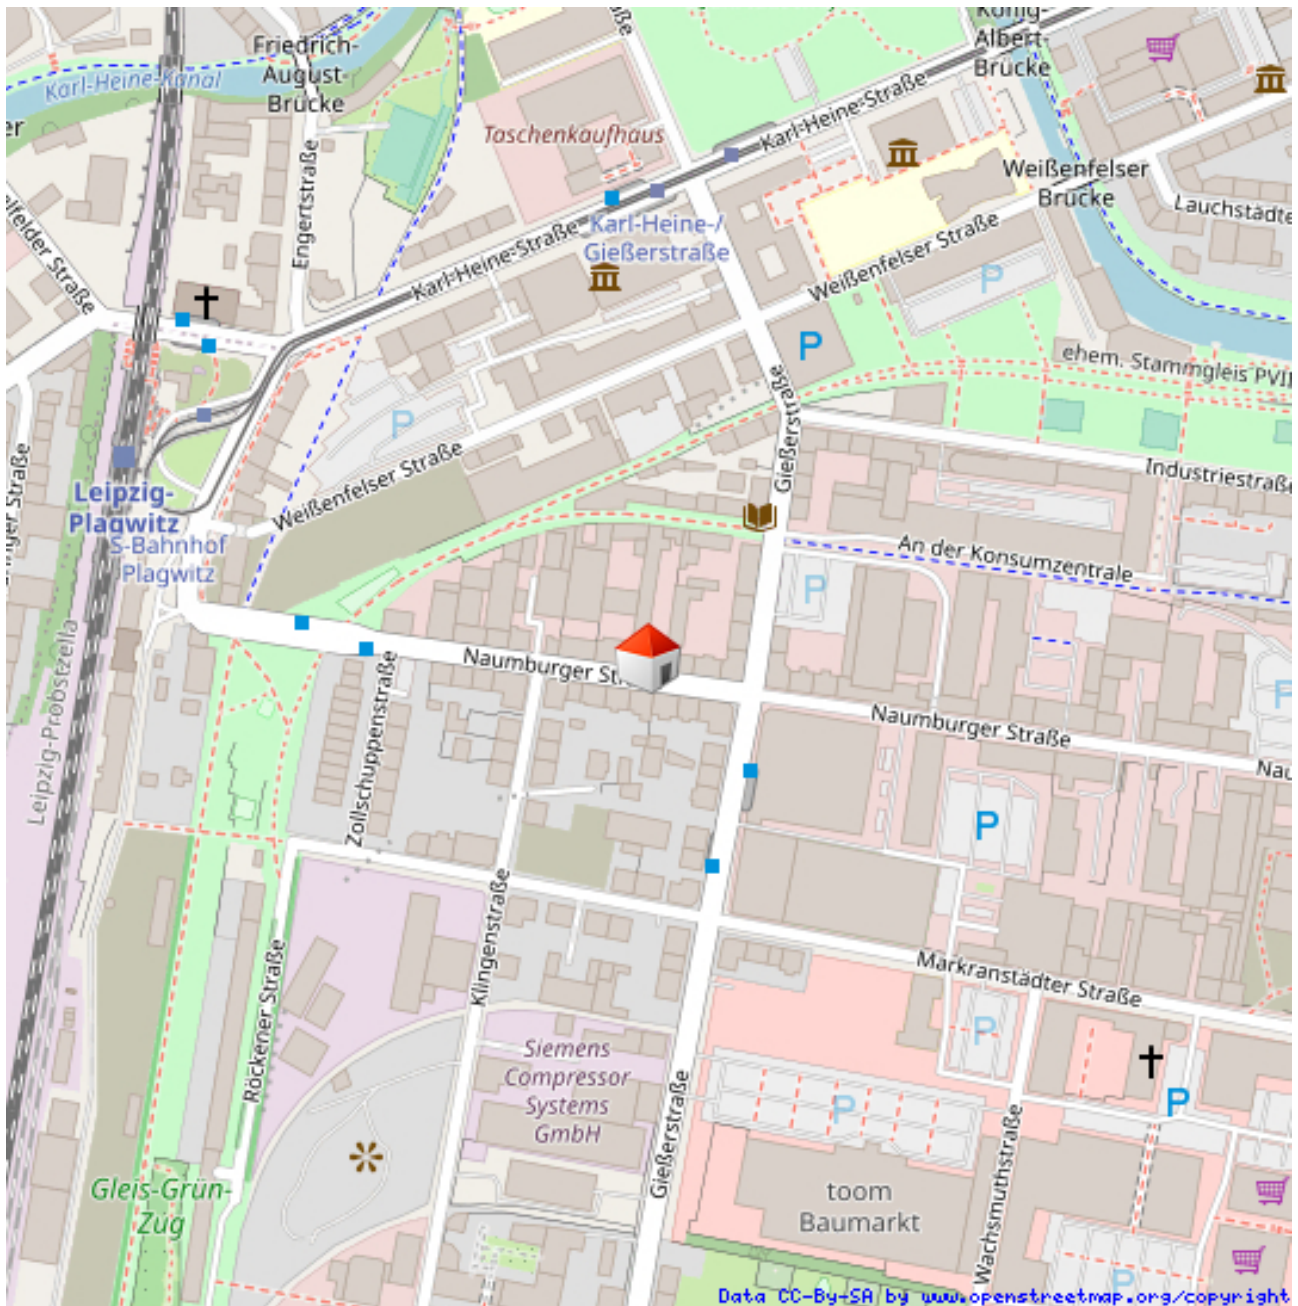 König-
Albert-
Brücke
Friedrich-
August-
Brücke
Karl-Heine-Kanal
Karl-Heine-Straße
Taschenkaufhaus
Weißenfelser
Brücke
Engertstraße
Karl-Heine-/
Gießerstraße
Karl-Heine-Straße
Weißenfelser Straße
P
P
ehem. Stammgleis PVII
Gießerstraße
P
Weißenfelser Straße
Industriestraße
Leipzig-
Plagwitz
S-Bahnhof
Plagwitz
An der Konsumzentrale
P
Leipzig-Probstzella
Naumburger
Zollschuppenstraße
P
Naumburger Straße
P
Klingenstraße
Röckener Straße
Markranstädter Straße
P
Siemens
Compressor
Systems
GmbH
P
P
Gießerstraße
Wachsmuthstraße
Gleis-Grün-
Zug
toom
Baumarkt
P
Data CC-By-SA by www.openstreetmap.org/copyright